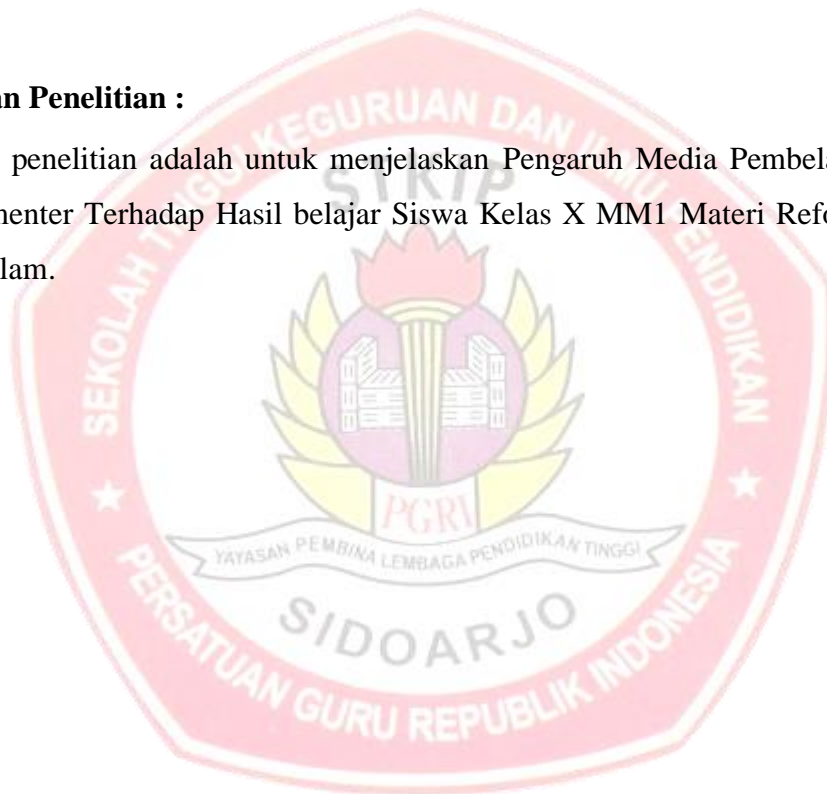 an Penelitian :
penelitian adalah untuk menjelaskan Pengaruh Media Pembela
menter Terhadap Hasil belajar Siswa Kelas X MM1 Materi Refo
lam.
SEKOLAH TINGGI KEGURUAN DAN ILMU PENDIDIKAN
STKIP
PGRI
YAYASAN PEMBINA LEMBAGA PENDIDIKAN TINGGI
SIDOARJO
PERSATUAN GURU REPUBLIK INDONESIA